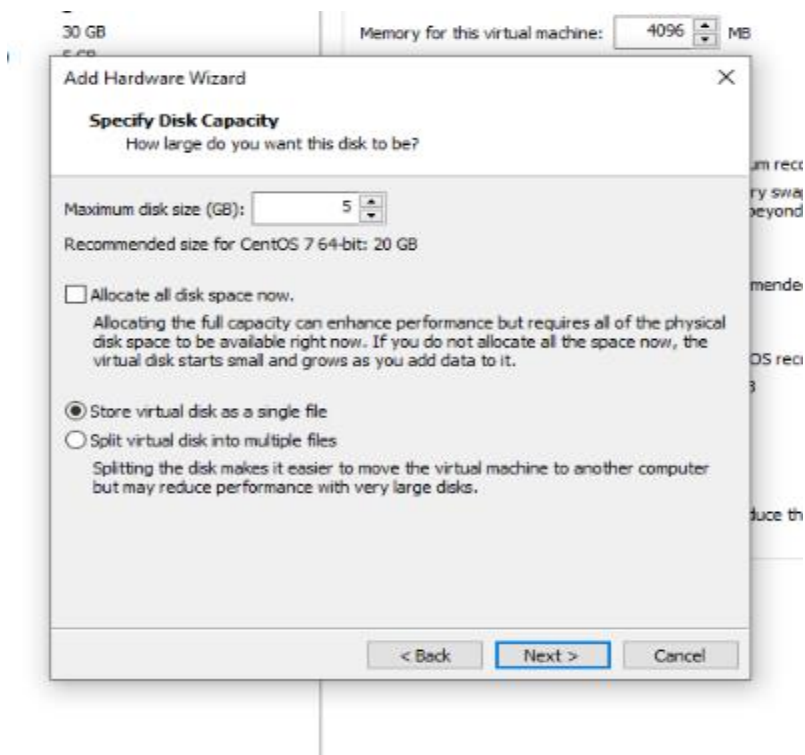 30 GB
Memory for this virtual machine: 4096 MB
5 GB
Add Hardware Wizard
Specify Disk Capacity
How large do you want this disk to be?
Maximum disk size (GB): 5
Recommended size for CentOS 7 64-bit: 20 GB
Allocate all disk space now.
Allocating the full capacity can enhance performance but requires all of the physical
disk space to be available right now. If you do not allocate all the space now, the
virtual disk starts small and grows as you add data to it.
Store virtual disk as a single file
Split virtual disk into multiple files
Splitting the disk makes it easier to move the virtual machine to another computer
but may reduce performance with very large disks.
< Back
Next >
Cancel